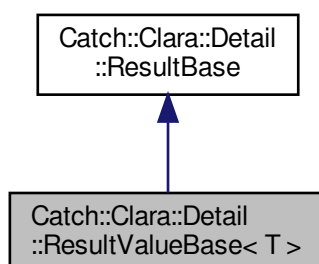 Catch::Clara::Detail
::ResultBase
Catch::Clara::Detail
::ResultValueBase< T >